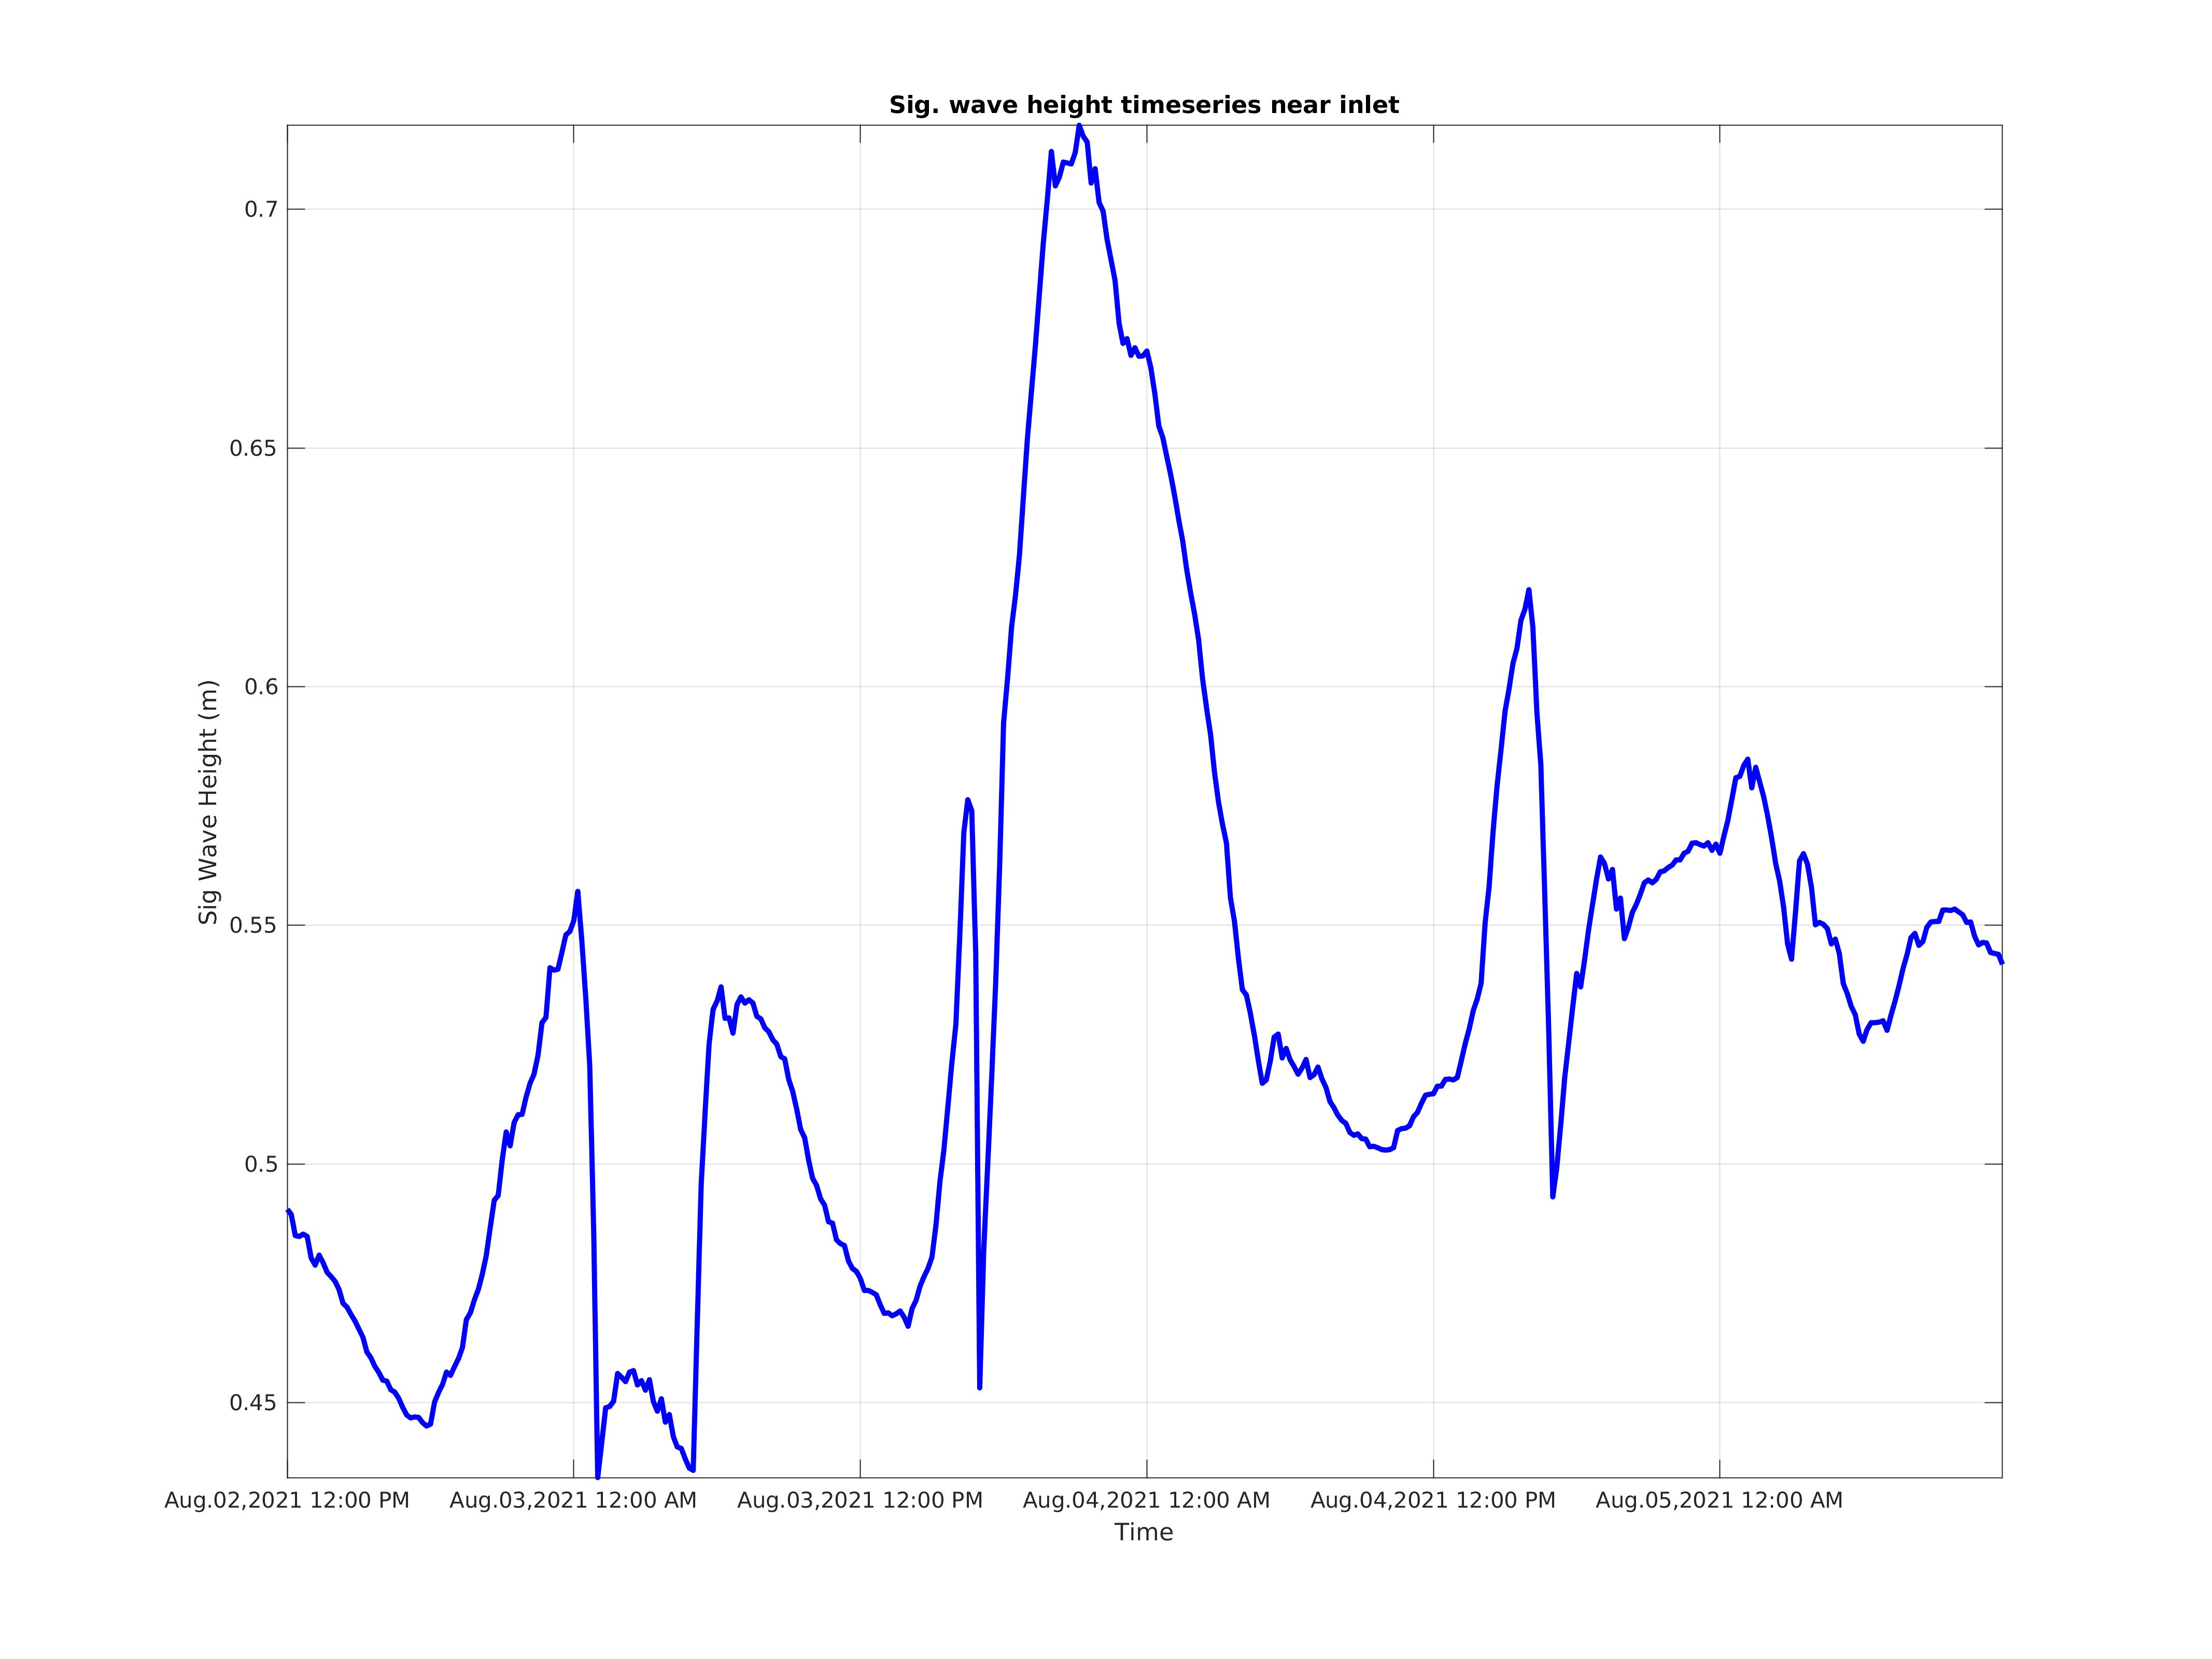 Sig. wave height timeseries near inlet
0.7
0.65
0.6
0.55
0.5
0.45
Sig Wave Height (m)
Aug.02,2021 12:00 PM Aug.03,2021 12:00 AM Aug.03,2021 12:00 PM Aug.04,2021 12:00 AM Aug.04,2021 12:00 PM Aug.05,2021 12:00 AM
Time